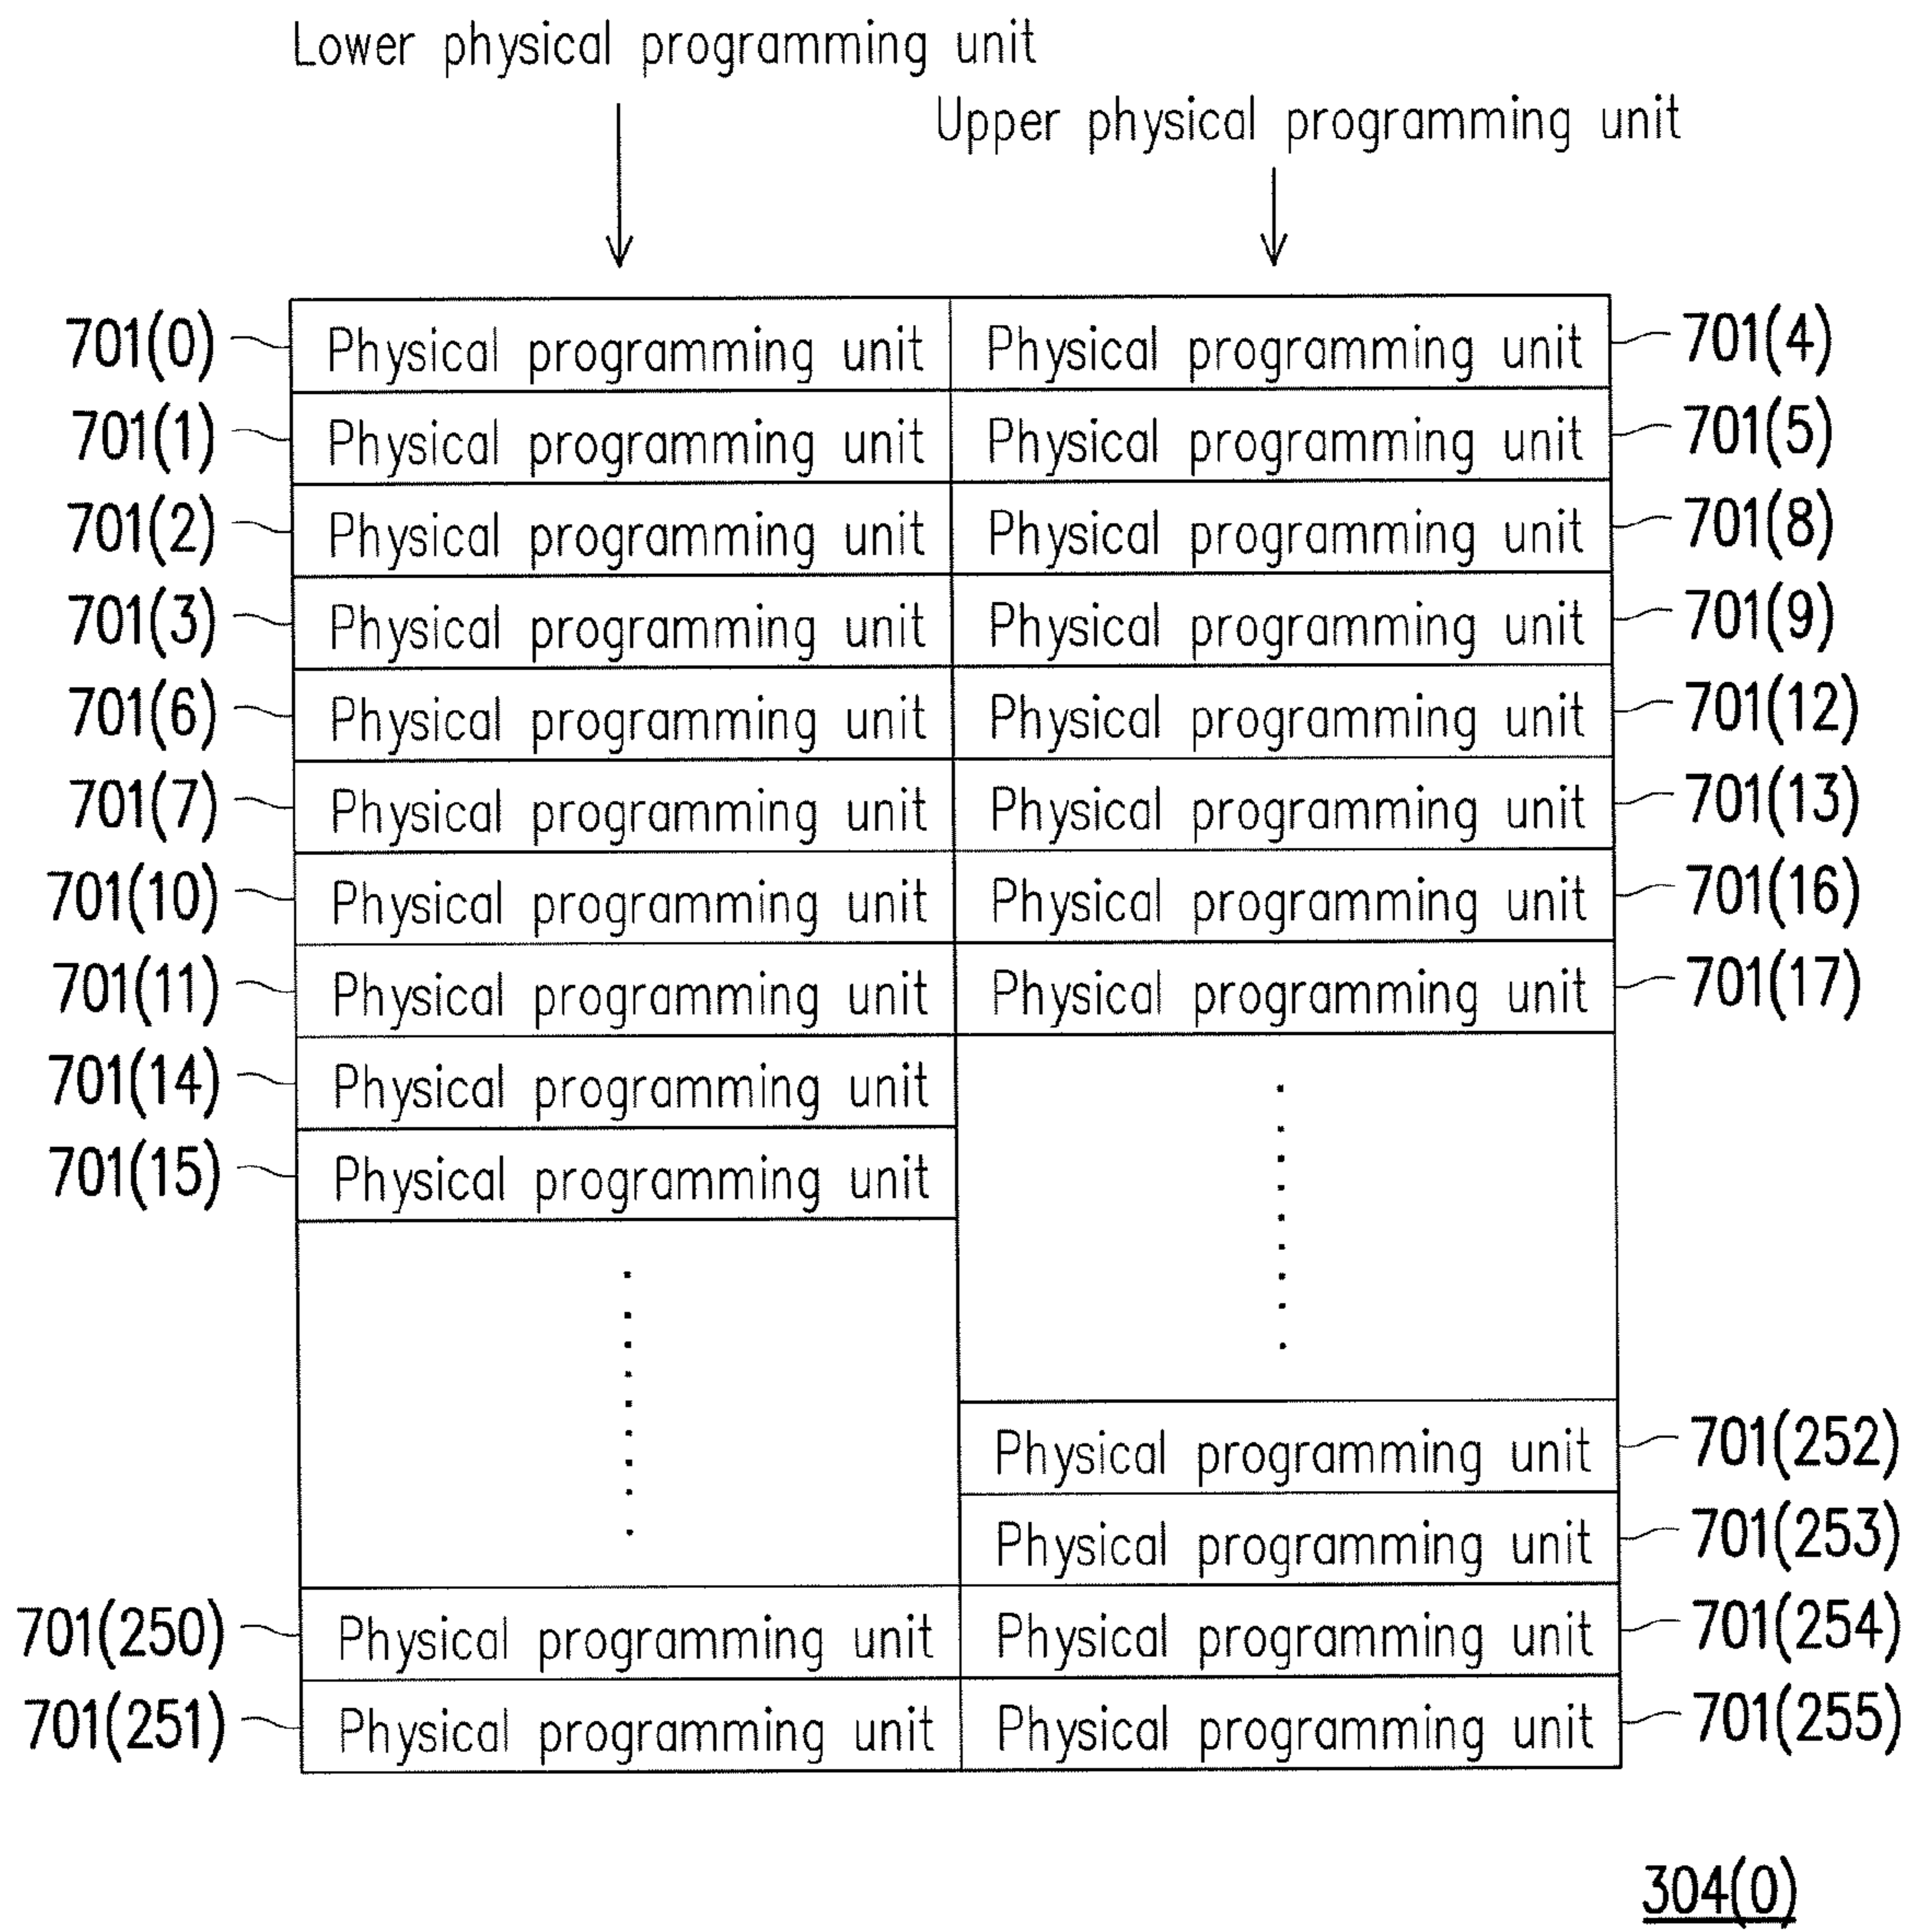 Lower physical programming unit
Upper physical programming unit
701(0) Physical programming unit Physical programming unit 701(4)
701(1) Physical programming unit Physical programming unit 701(5)
701(2) Physical programming unit Physical programming unit 701(8)
701(3) Physical programming unit Physical programming unit 701(9)
701(6) Physical programming unit Physical programming unit 701(12)
701(7) Physical programming unit Physical programming unit 701(13)
701(10) Physical programming unit Physical programming unit 701(16)
701(11) Physical programming unit Physical programming unit 701(17)
701(14) Physical programming unit
701(15) Physical programming unit
Physical programming unit 701(252)
Physical programming unit 701(253)
701(250) Physical programming unit Physical programming unit 701(254)
701(251) Physical programming unit Physical programming unit 701(255)
304(0)